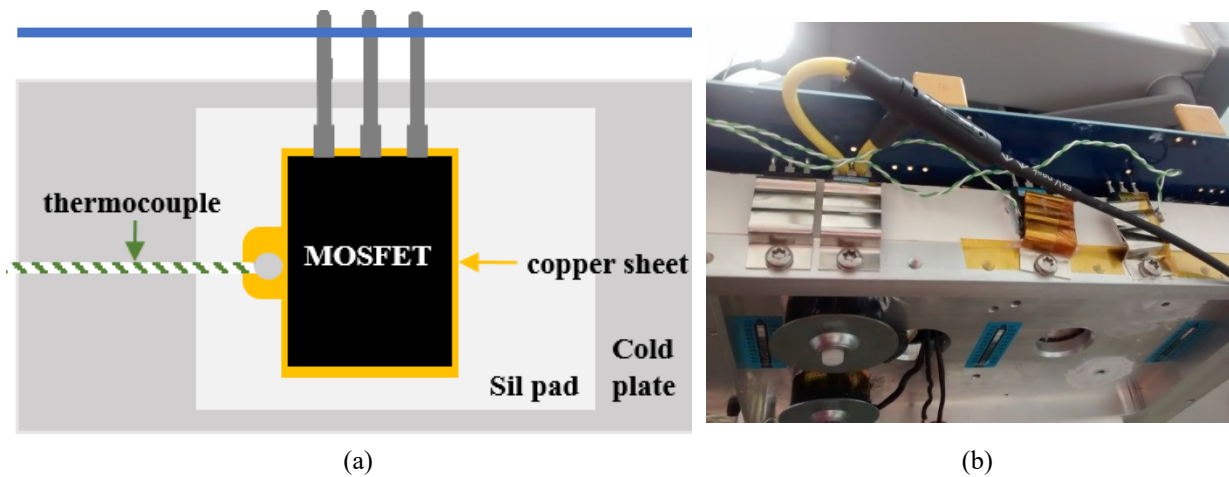 thermocouple
MOSFET
copper sheet
Cold
Sil pad plate
(a)
(b)